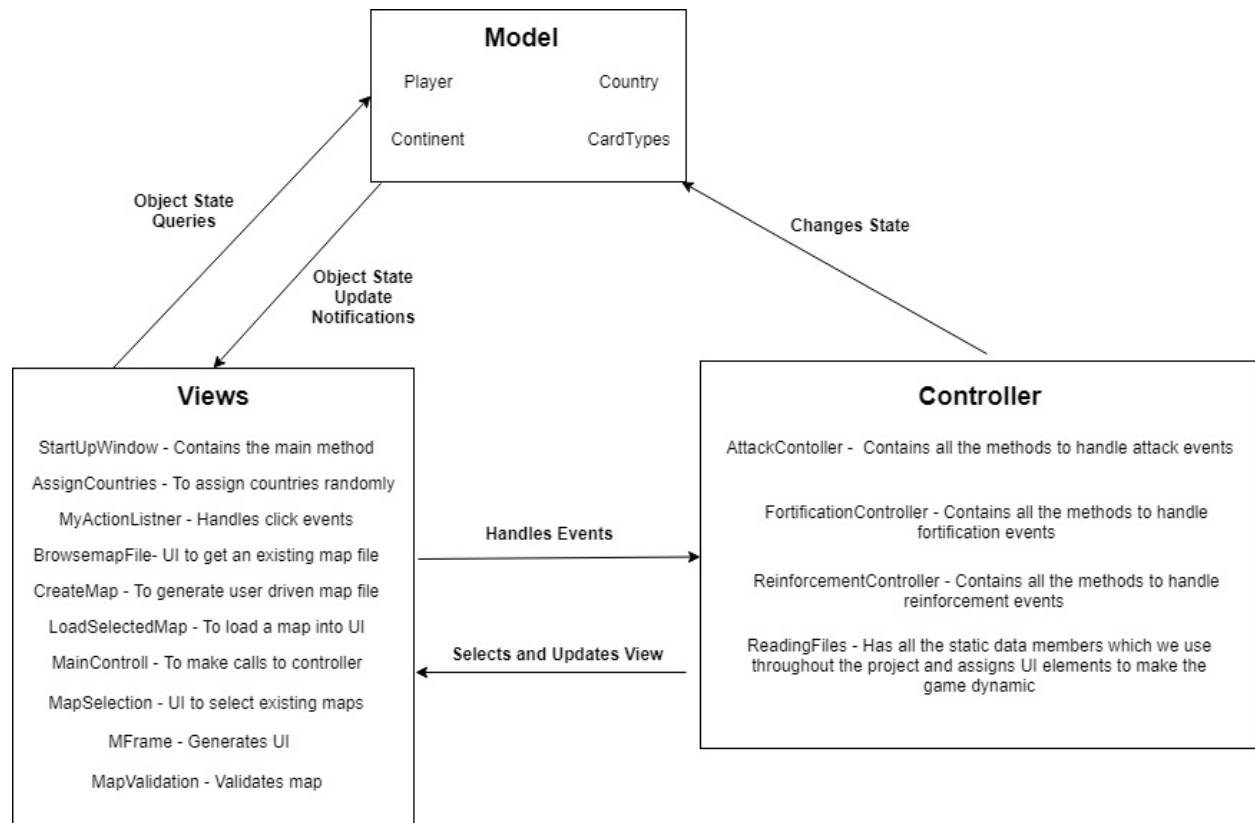 Model
Player
Country
Continent
CardTypes
Object State
Queries
Changes State
Object State
Update
Notifications
Views
StartUpWindow - Contains the main method
AssignCountries - To assign countries randomly
MyActionListner - Handles click events
BrowsemapFile- UI to get an existing map file
CreateMap - To generate user driven map file
LoadSelectedMap - To load a map into UI
MainControll - To make calls to controller
MapSelection - UI to select existing maps
MFrame - Generates UI
MapValidation - Validates map
Handles Events
Selects and Updates View
Controller
AttackContoller - Contains all the methods to handle attack events
FortificationController - Contains all the methods to handle
fortification events
ReinforcementController - Contains all the methods to handle
reinforcement events
ReadingFiles - Has all the static data members which we use
throughout the project and assigns UI elements to make the
game dynamic